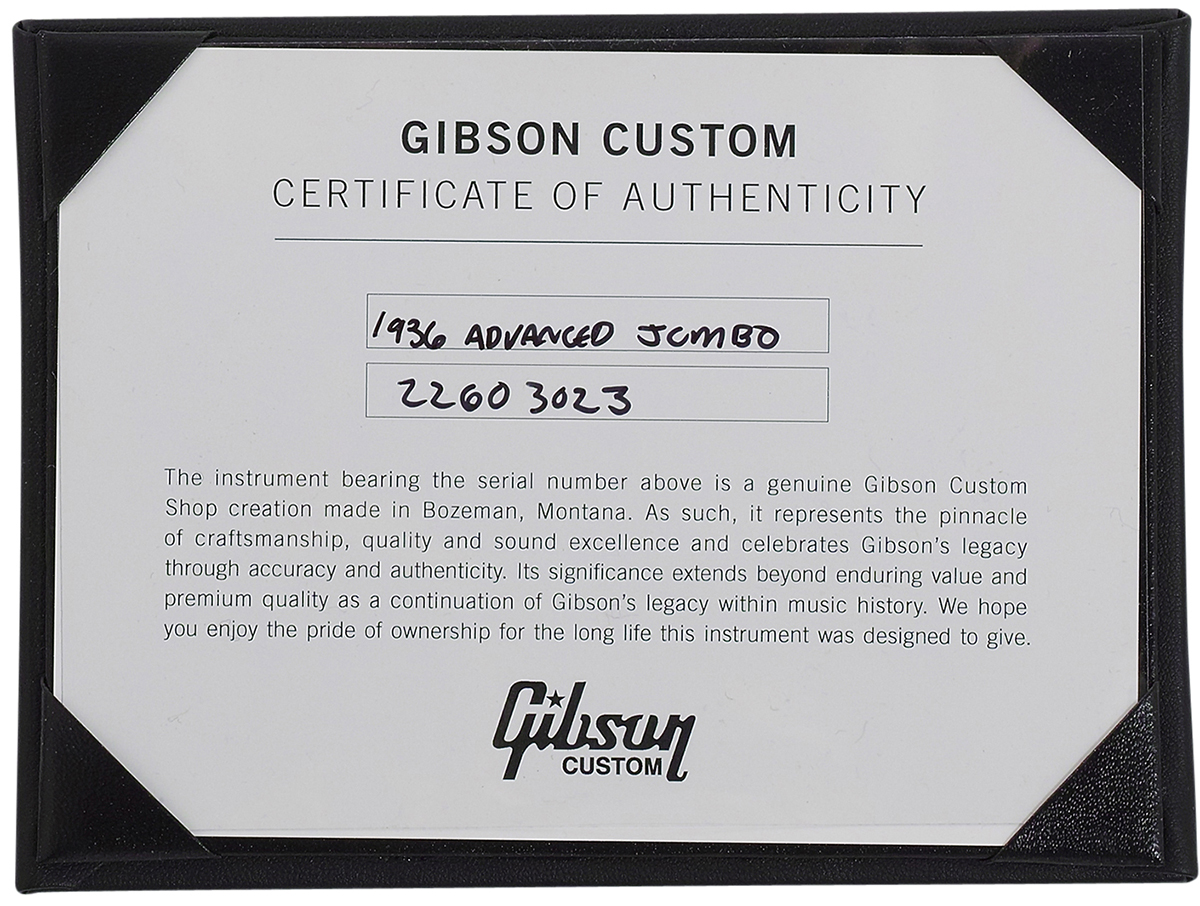 GIBSON CUSTOM
CERTIFICATE OF AUTHENTICITY
1936 ADVANCED JUMBO
22603023
The instrument bearing the serial number above is a genuine Gibson Custom
Shop creation made in Bozeman, Montana. As such, it represents the pinnacle
of craftsmanship, quality and sound excellence and celebrates Gibson's legacy
through accuracy and authenticity. Its significance extends beyond enduring value and
premium quality as a continuation of Gibson's legacy within music history. We hope
you enjoy the pride of ownership for the long life this instrument was designed to give.
Gibson
CUSTOM